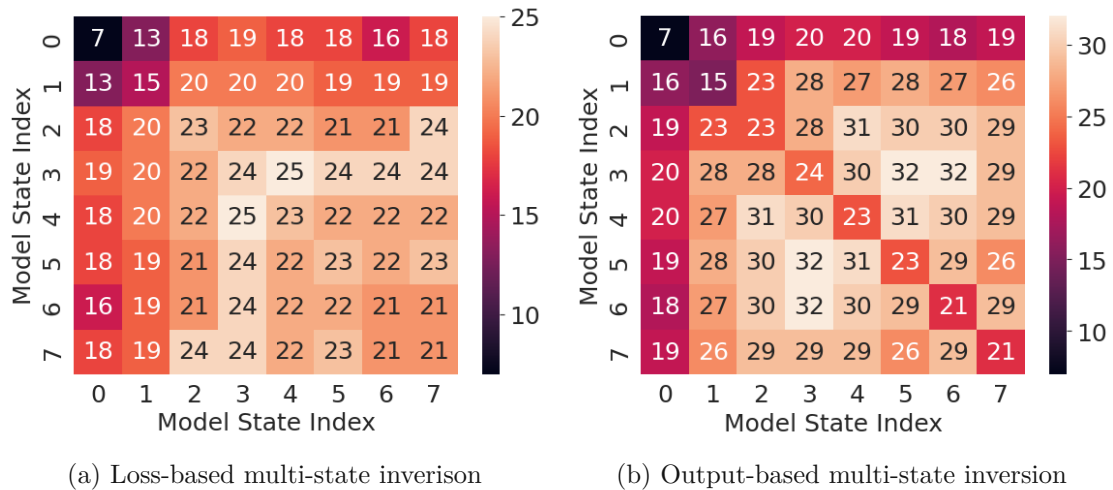 0 7 13 18 19 18 18 16 18 25
1 13 15 20 20 20 19 19 19
2 18 20 23 22 22 21 21 24 20
3 19 20 22 24 25 24 24 24
4 18 20 22 25 23 22 22 22 15
5 18 19 21 24 22 23 22 23
6 16 19 21 24 22 22 21 21 10
7 18 19 24 24 22 23 21 21
0 1 2 3 4 5 6 7
Model State Index
Model State Index
(a) Loss-based multi-state inverison
0 7 16 19 20 20 19 18 19 30
1 16 15 23 28 27 28 27 26
2 19 23 23 28 31 30 30 29 25
3 20 28 28 24 30 32 32 29
4 20 27 31 30 23 31 30 29 20
5 19 28 30 32 31 23 29 26
6 18 27 30 32 30 29 21 29 15
7 19 26 29 29 29 26 29 21 10
0 1 2 3 4 5 6 7
Model State Index
Model State Index
(b) Output-based multi-state inversion